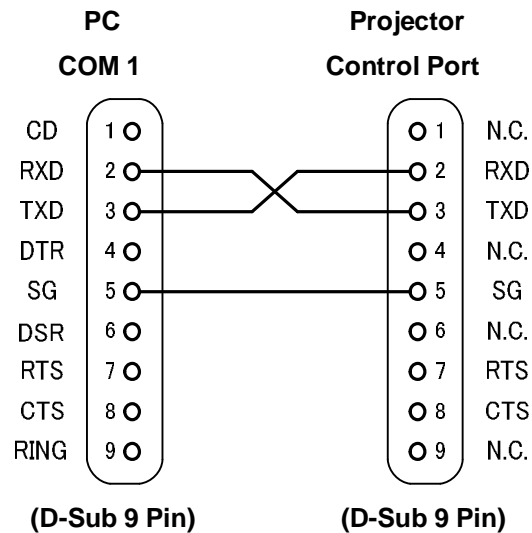 PC Projector
COM 1 Control Port
CD 1 1 N.C.
RXD 2 2 RXD
TXD 3 3 TXD
DTR 4 4 N.C.
SG 5 5 SG
DSR 6 6 N.C.
RTS 7 7 RTS
CTS 8 8 CTS
RING 9 9 N.C.
(D-Sub 9 Pin) (D-Sub 9 Pin)